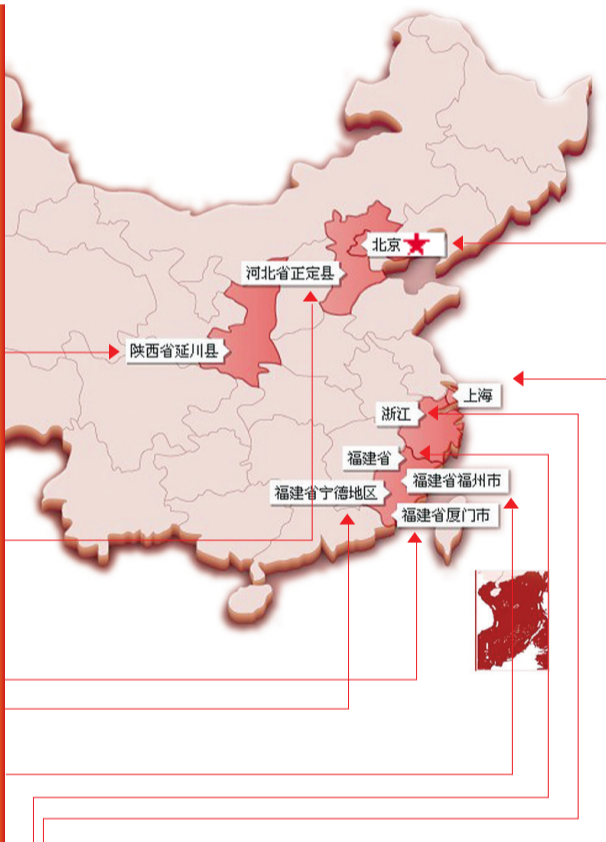 北京
河北省正定县
陕西省延川县
上海
浙江
福建省
福建省福州市
福建省宁德地区
福建省厦门市